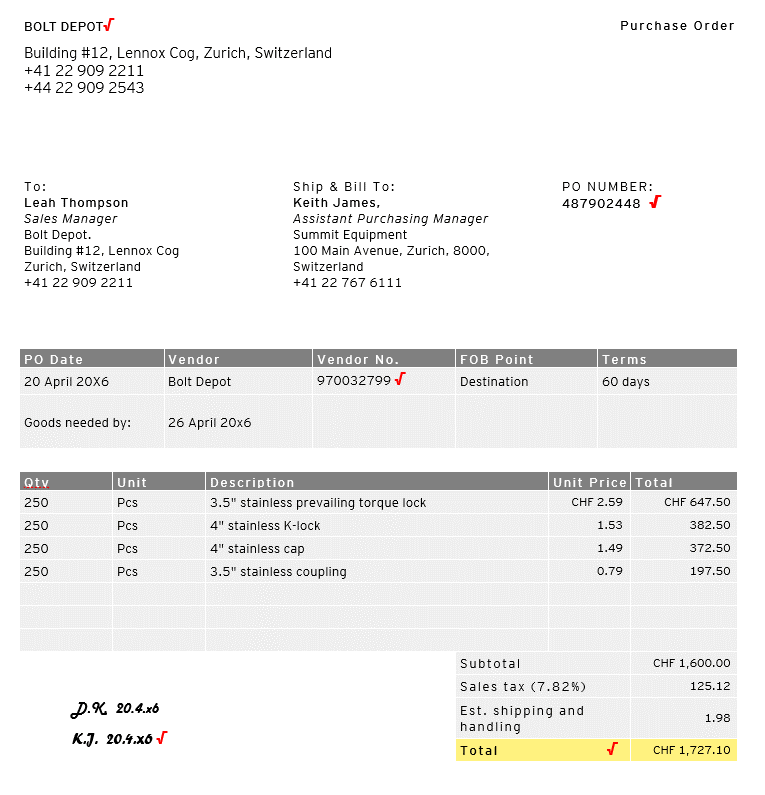 BOLT DEPOT√
Purchase Order
Building #12, Lennox Cog, Zurich, Switzerland
+41 22 909 2211
+44 22 909 2543
To:
Leah Thompson
Sales Manager
Bolt Depot.
Building #12, Lennox Cog
Zurich, Switzerland
+41 22 909 2211
Ship & Bill To:
Keith James,
Assistant Purchasing Manager
Summit Equipment
100 Main Avenue, Zurich, 8000,
Switzerland
+41 22 767 6111
PO NUMBER:
487902448 √
PO Date Vendor Vendor No. FOB Point Terms
20 April 20X6 Bolt Depot 970032799 √ Destination 60 days
Goods needed by: 26 April 20x6
Qty Unit Description Unit Price Total
250 Pcs 3.5" stainless prevailing torque lock CHF 2.59 CHF 647.50
250 Pcs 4" stainless K-lock 1.53 382.50
250 Pcs 4" stainless cap 1.49 372.50
250 Pcs 3.5" stainless coupling 0.79 197.50
Subtotal CHF 1,600.00
Sales tax (7.82%) 125.12
Est. shipping and
handling 1.98
Total √ CHF 1,727.10
D.K. 20.4.x6
K.J. 20.4.x6 √